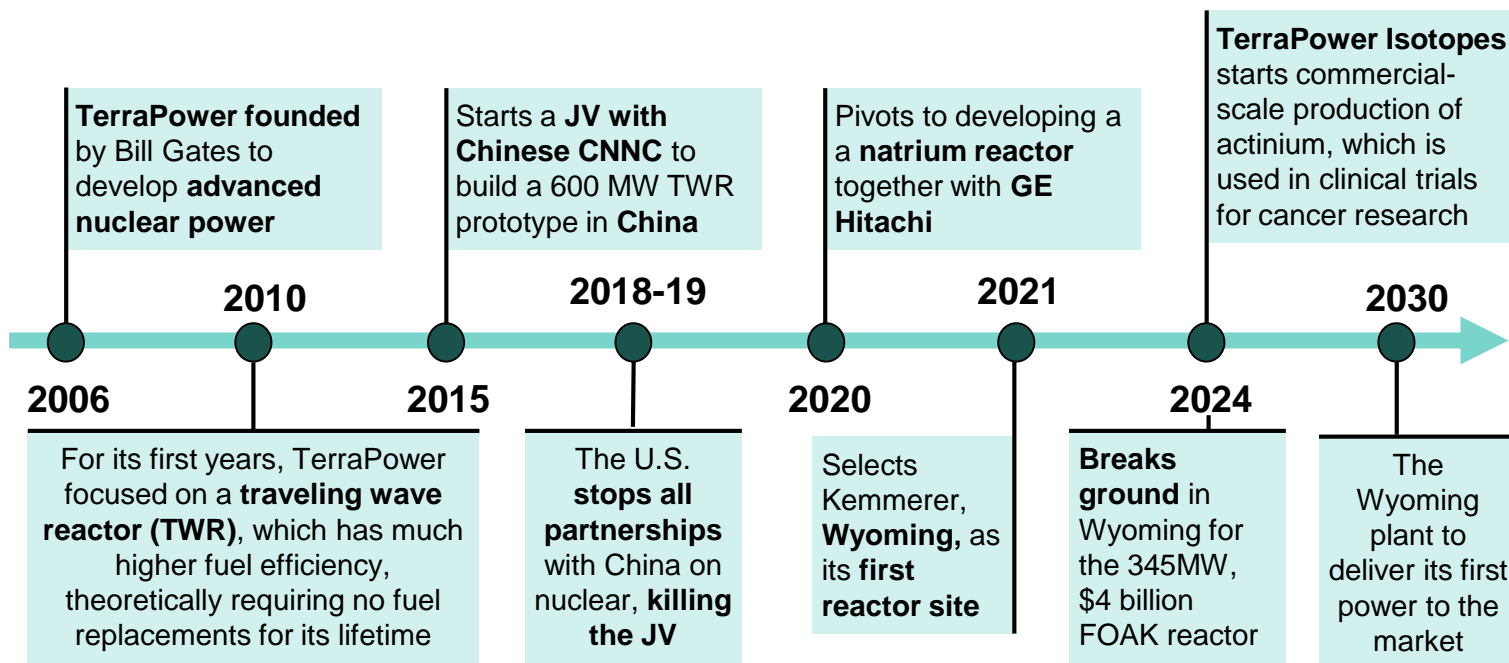 TerraPower founded
by Bill Gates to
develop advanced
nuclear power
Starts a JV with
Chinese CNNC to
build a 600 MW TWR
prototype in China
Pivots to developing a
a natrium reactor
together with GE
Hitachi
TerraPower Isotopes
starts commercial-
scale production of
actinium, which is
used in clinical trials
for cancer research
2010
2018-19
2021
2030
2006
2015
2020
2024
For its first years, TerraPower
focused on a traveling wave
reactor (TWR), which has much
higher fuel efficiency,
theoretically requiring no fuel
replacements for its lifetime
The U.S.
stops all
partnerships
with China on
nuclear, killing
the JV
Selects
Kemmerer,
Wyoming, as
its first
reactor site
Breaks
ground in
Wyoming for
the 345MW,
$4 billion
FOAK reactor
The
Wyoming
plant to
deliver its first
power to the
market